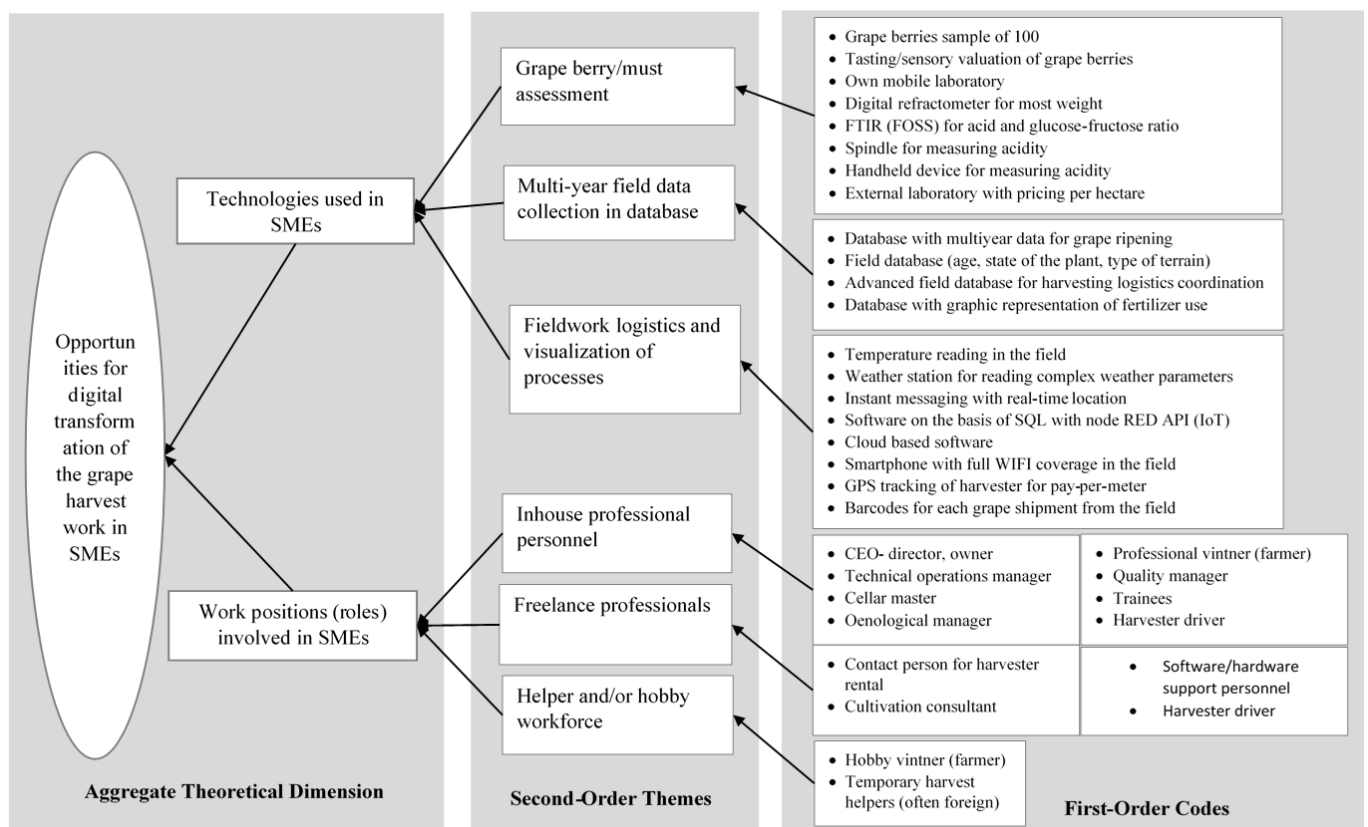 Opportun
ities for
digital
transform
ation of
the grape
harvest
work in
SMEs
Technologies used in
SMEs
Work positions (roles)
involved in SMEs
Aggregate Theoretical Dimension
Grape berry/must
assessment
Multi-year field data
collection in database
Fieldwork logistics and
visualization of
processes
Inhouse professional
personnel
Freelance professionals
Helper and/or hobby
workforce
Second-Order Themes
• Grape berries sample of 100
• Tasting/sensory valuation of grape berries
• Own mobile laboratory
• Digital refractometer for most weight
• FTIR (FOSS) for acid and glucose-fructose ratio
• Spindle for measuring acidity
• Handheld device for measuring acidity
• External laboratory with pricing per hectare
• Database with multiyear data for grape ripening
• Field database (age, state of the plant, type of terrain)
• Advanced field database for harvesting logistics coordination
• Database with graphic representation of fertilizer use
• Temperature reading in the field
• Weather station for reading complex weather parameters
• Instant messaging with real-time location
• Software on the basis of SQL with node RED API (IoT)
• Cloud based software
• Smartphone with full WIFI coverage in the field
• GPS tracking of harvester for pay-per-meter
• Barcodes for each grape shipment from the field
• CEO- director, owner
• Technical operations manager
• Cellar master
• Oenological manager
• Professional vintner (farmer)
• Quality manager
• Trainees
• Harvester driver
• Contact person for harvester
rental
• Cultivation consultant
• Software/hardware
support personnel
• Harvester driver
• Hobby vintner (farmer)
• Temporary harvest
helpers (often foreign)
First-Order Codes